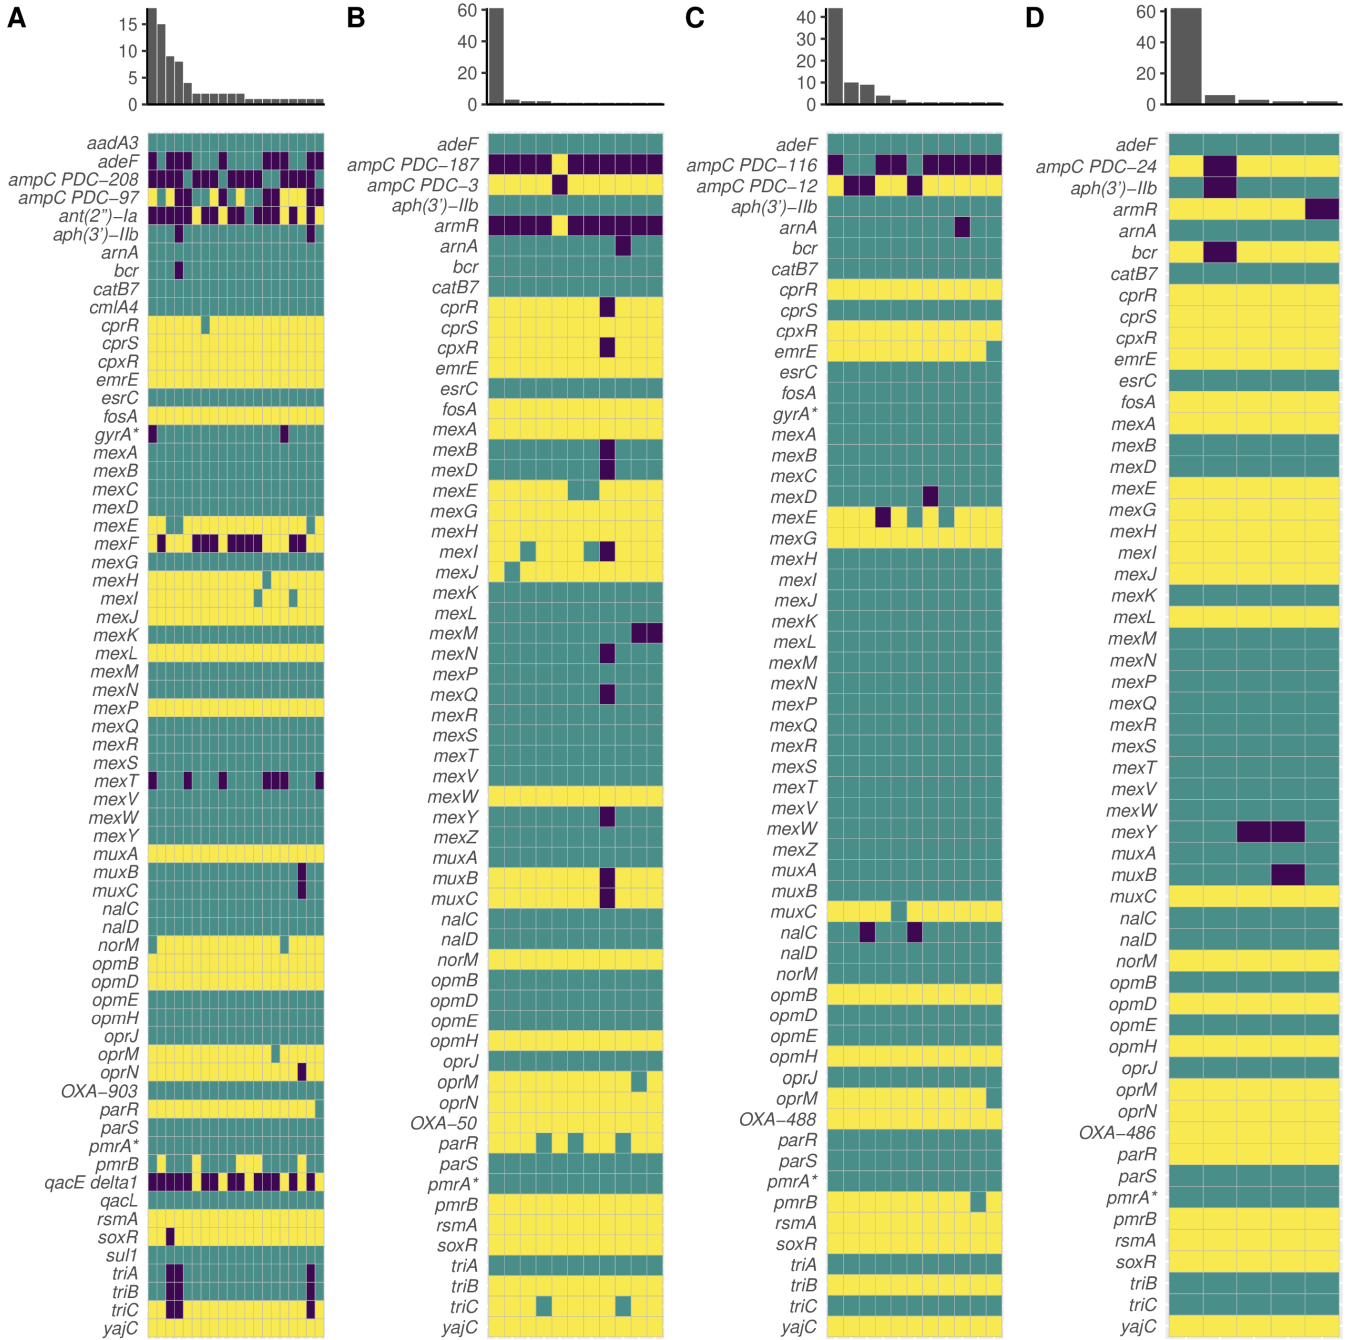 A
15
10
5
0
aadA3
adeF
ampC PDC−208
ampC PDC−97
ant(2”)−Ia
aph(3’)−IIb
arnA
bcr
catB7
cmlA4
cprR
cprS
cpxR
emrE
esrC
fosA
gyrA*
mexA
mexB
mexC
mexD
mexE
mexF
mexG
mexH
mexI
mexJ
mexK
mexL
mexM
mexN
mexP
mexQ
mexR
mexS
mexT
mexV
mexW
mexY
muxA
muxB
muxC
nalC
nalD
norM
opmB
opmD
opmE
opmH
oprJ
oprM
oprN
OXA−903
parR
parS
pmrA*
pmrB
qacE delta1
qacL
rsmA
soxR
sul1
triA
triB
triC
yajC
B
60
40
20
0
adeF
ampC PDC−187
ampC PDC−3
aph(3’)−IIb
armR
arnA
bcr
catB7
cprR
cprS
cpxR
emrE
esrC
fosA
mexA
mexB
mexD
mexE
mexG
mexH
mexI
mexJ
mexK
mexL
mexM
mexN
mexP
mexQ
mexR
mexS
mexT
mexV
mexW
mexY
mexZ
muxA
muxB
muxC
nalC
nalD
norM
opmB
opmD
opmE
opmH
oprJ
oprM
oprN
OXA−50
parR
parS
pmrA*
pmrB
rsmA
soxR
triA
triB
triC
yajC
C
40
30
20
10
0
adeF
ampC PDC−116
ampC PDC−12
aph(3’)−IIb
arnA
bcr
catB7
cprR
cprS
cpxR
emrE
esrC
fosA
gyrA*
mexA
mexB
mexC
mexD
mexE
mexG
mexH
mexI
mexJ
mexK
mexL
mexM
mexN
mexP
mexQ
mexR
mexS
mexT
mexV
mexW
mexZ
muxA
muxB
muxC
nalC
nalD
norM
opmB
opmD
opmE
opmH
oprJ
oprM
OXA−488
parR
parS
pmrA*
pmrB
rsmA
soxR
triA
triB
triC
yajC
D
60
40
20
0
adeF
ampC PDC−24
aph(3’)−IIb
armR
arnA
bcr
catB7
cprR
cprS
cpxR
emrE
esrC
fosA
mexA
mexB
mexD
mexE
mexG
mexH
mexI
mexJ
mexK
mexL
mexM
mexN
mexP
mexQ
mexR
mexS
mexT
mexV
mexW
mexY
muxA
muxB
muxC
nalC
nalD
norM
opmB
opmD
opmE
opmH
oprJ
oprM
oprN
OXA−486
parR
parS
pmrA*
pmrB
rsmA
soxR
triB
triC
yajC